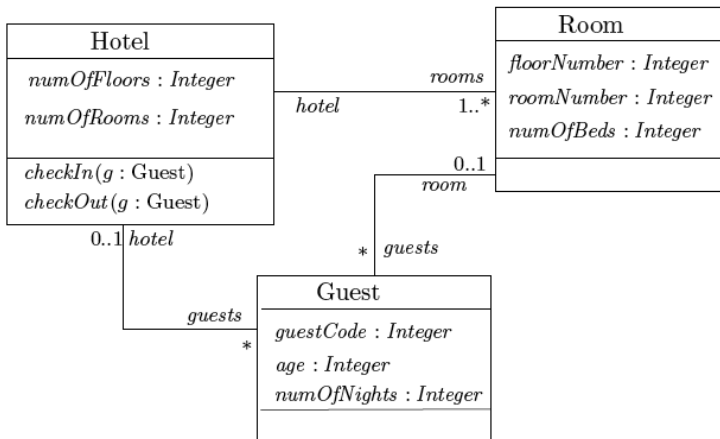 Hotel
numOfFloors : Integer
numOfRooms : Integer
checkIn(g : Guest)
checkOut(g : Guest)
Room
floorNumber : Integer
roomNumber : Integer
numOfBeds : Integer
rooms
hotel
1..*
0..1
room
0..1 hotel
* guests
guests
*
Guest
guestCode : Integer
age : Integer
numOfNights : Integer